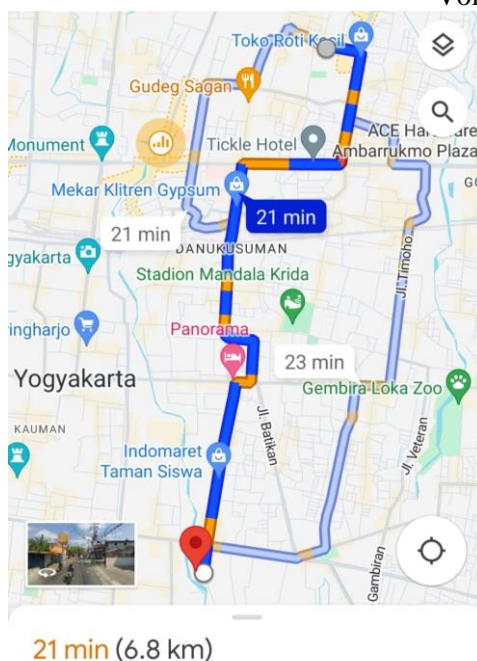 Toko Roti Kecil
Gudeg Sagan
Monument
Tickle Hotel
ACE Hardware
Ambarrukmo Plaza
Mekar Klitren Gypsum
21 min
21 min
DANUKUSUMAN
Jl. Timoho
gyakarta
Stadion Mandala Krida
ringharjo
Panorama
23 min
Yogyakarta
Gembira Loka Zoo
KAUMAN
Jl. Batikan
Jl. Veteran
Indomaret
Taman Siswa
Gambiran
21 min (6.8 km)